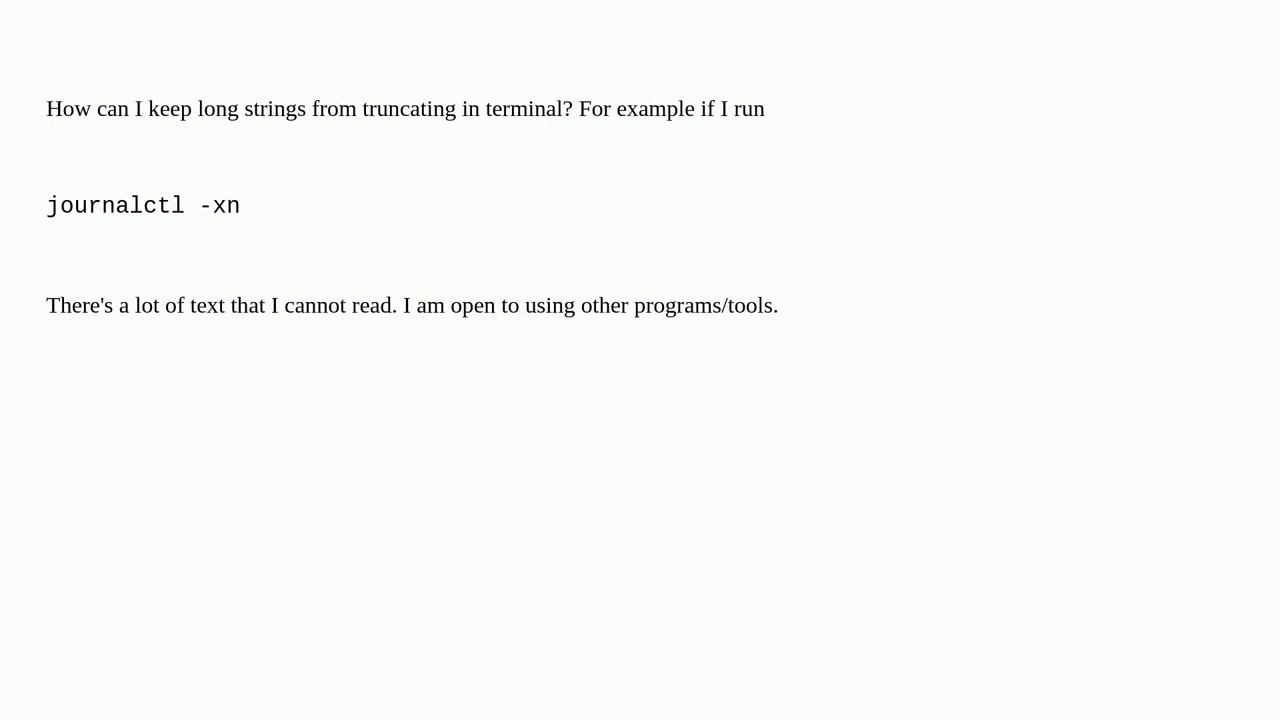 How can I keep long strings from truncating in terminal? For example if I run
journalctl -xn
There's a lot of text that I cannot read. I am open to using other programs/tools.